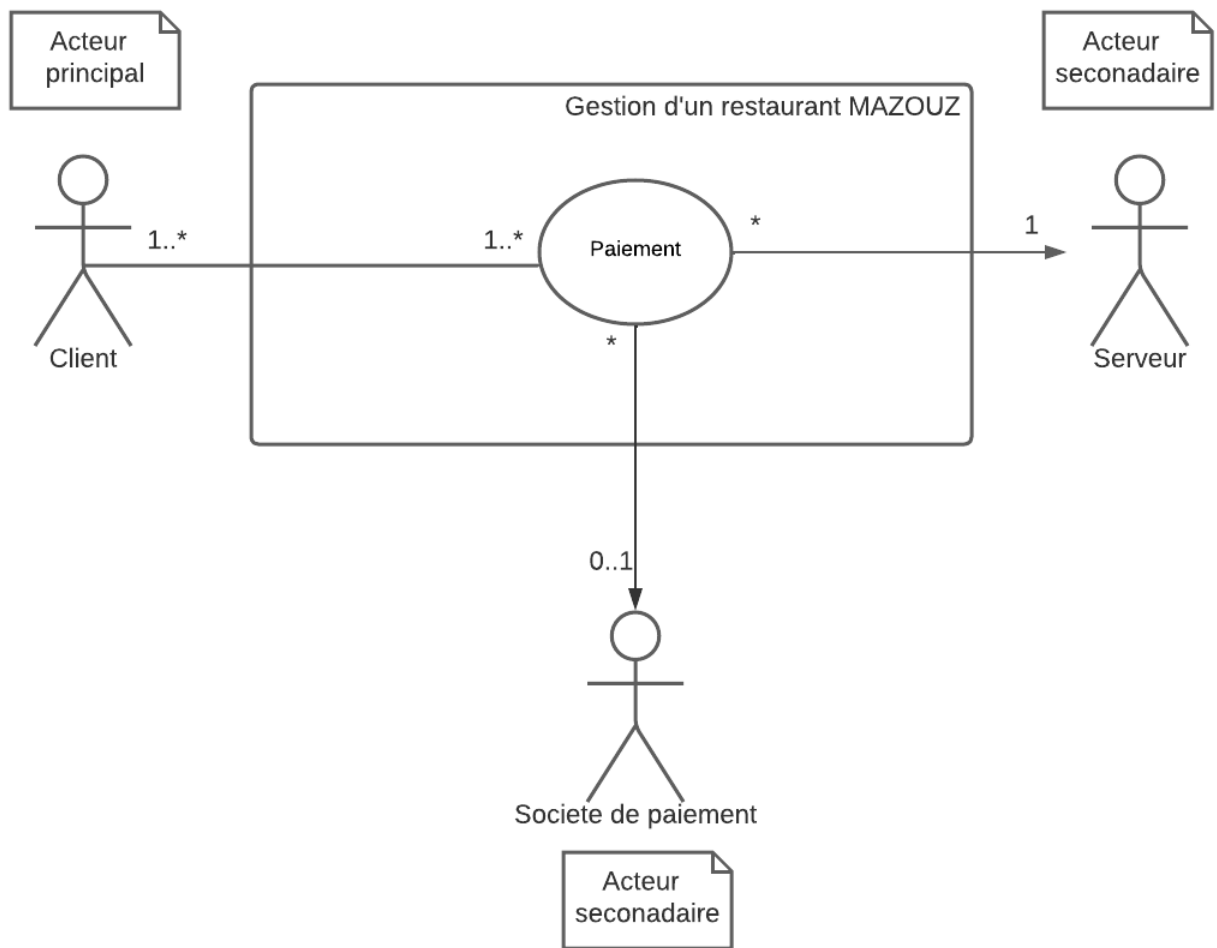 Acteur
principal
Acteur
seconadaire
Gestion d'un restaurant MAZOUZ
1..*
1..*
Paiement
*
1
Client
Serveur
*
0..1
Societe de paiement
Acteur
seconadaire